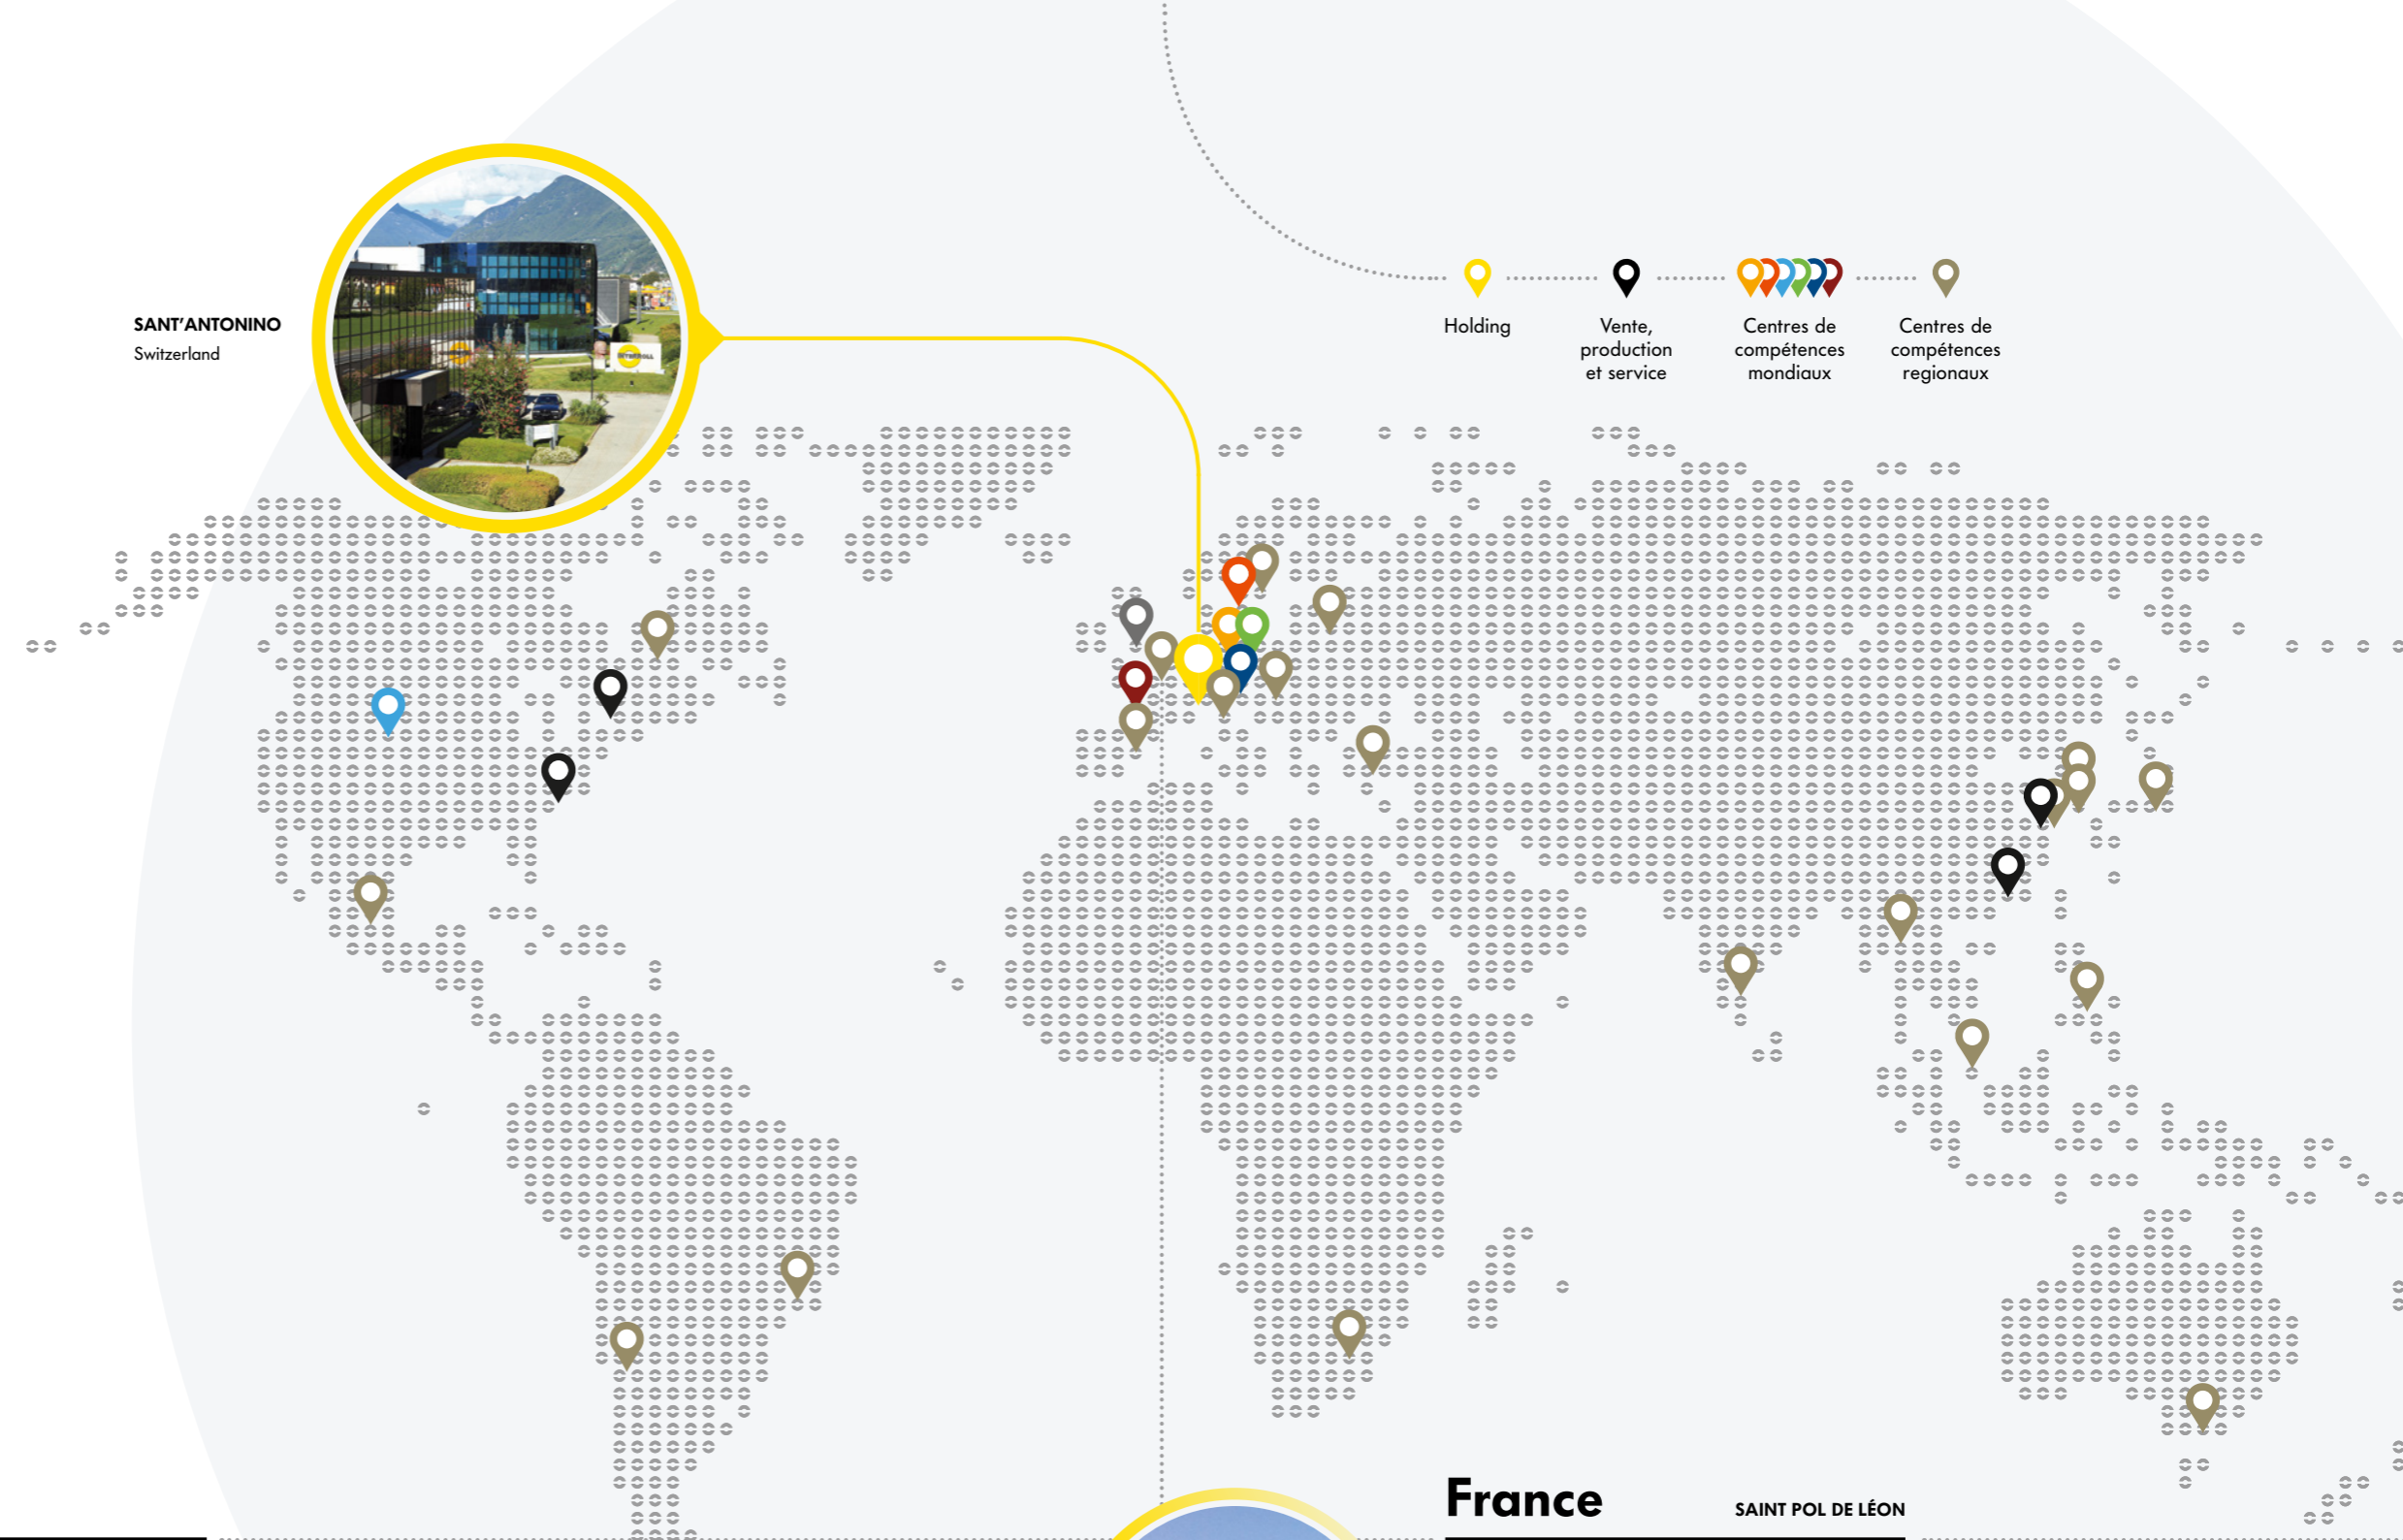 SANT'ANTONINO
Switzerland
Holding
Vente,
production
et service
Centres de
compétences
mondiaux
Centres de
compétences
regionaux
INTERROLL
France
SAINT POL DE LÉON